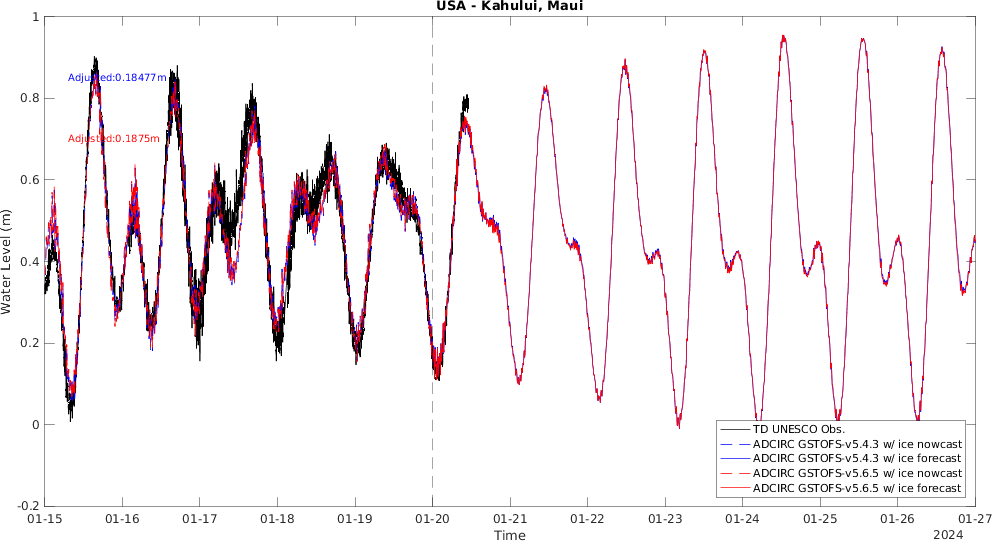 USA - Kahului, Maui
1
0.8
0.6
0.4
0.2
0
-0.2
Water Level (m)
Adjusted:0.18477m
Adjusted:0.1875m
TD UNESCO Obs.
ADCIRC GSTOFS-v5.4.3 w/ ice nowcast
ADCIRC GSTOFS-v5.4.3 w/ ice forecast
ADCIRC GSTOFS-v5.6.5 w/ ice nowcast
ADCIRC GSTOFS-v5.6.5 w/ ice forecast
01-15 01-16 01-17 01-18 01-19 01-20 01-21 01-22 01-23 01-24 01-25 01-26 01-27
Time
2024